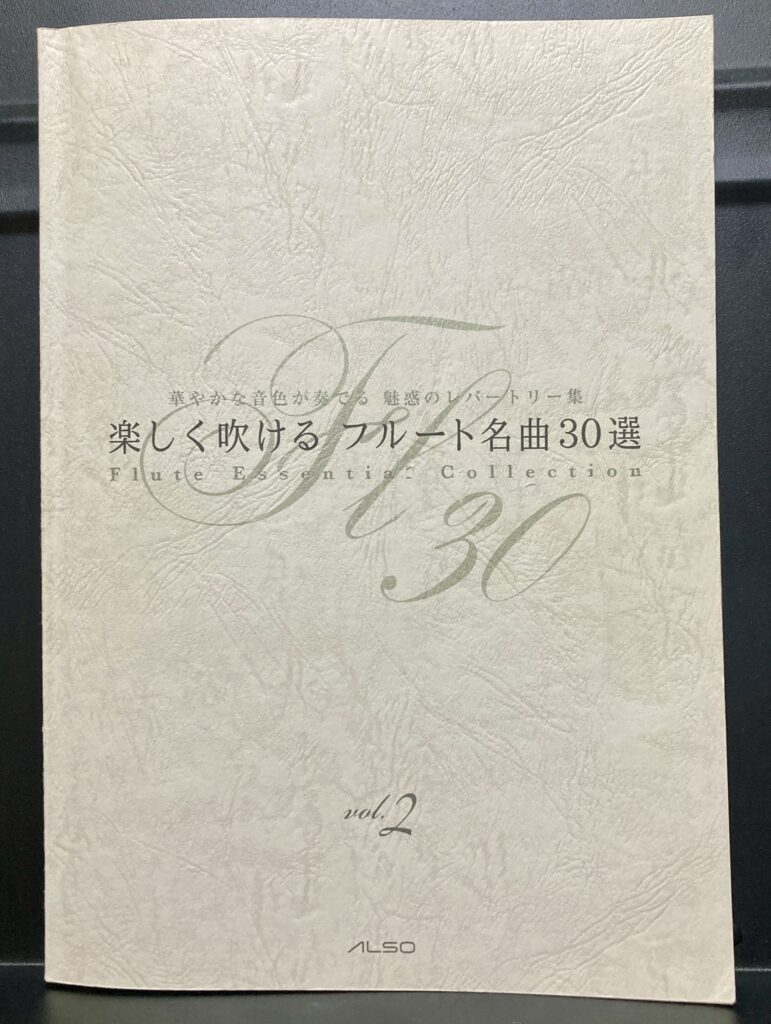 華やかな音色が奏でる 魅惑のレパートリー集
楽しく吹ける フルート名曲30選
Flute Essential Collection
Fl
30
vol.2
ALSO